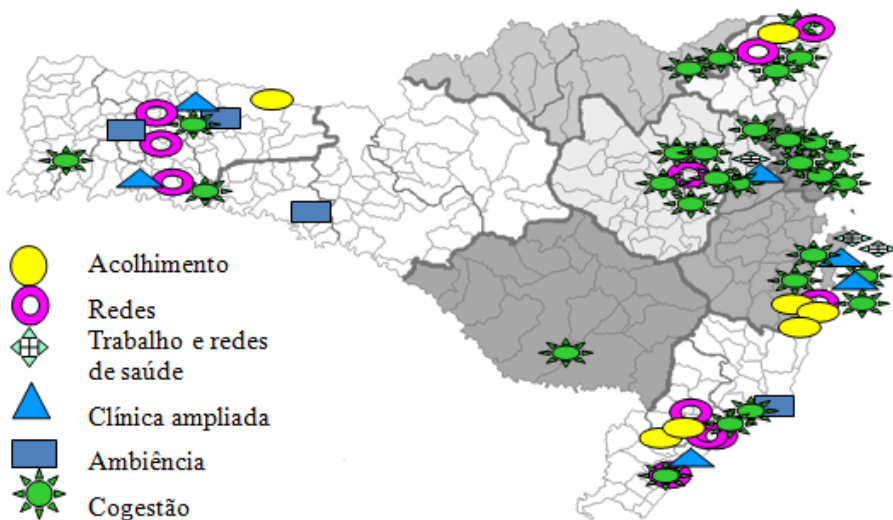 Acolhimento
Redes
Trabalho e redes
de saúde
Clínica ampliada
Ambiência
Cogestão